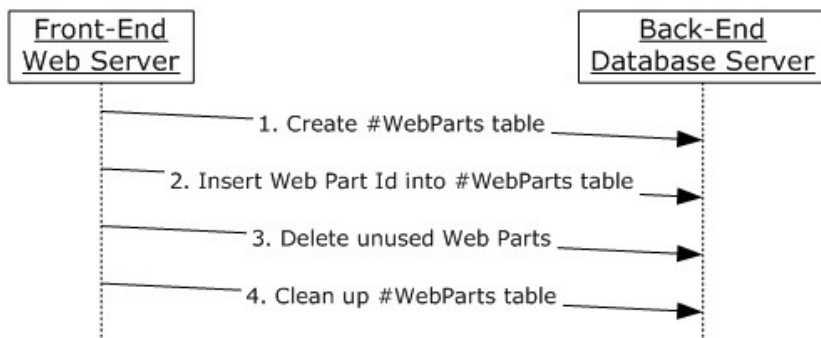 Front-End
Web Server
Back-End
Database Server
1. Create #WebParts table
2. Insert Web Part Id into #WebParts table
3. Delete unused Web Parts
4. Clean up #WebParts table